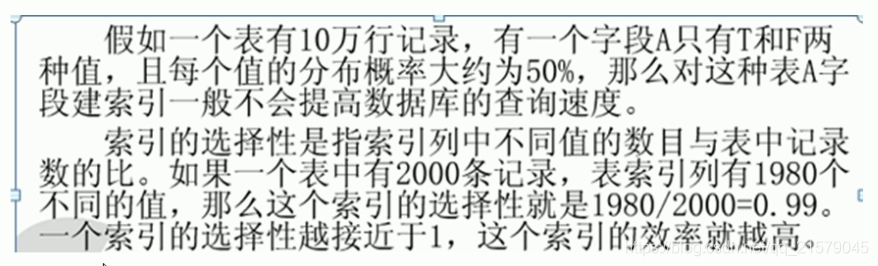 假如一个表有10万行记录，有一个字段A只有T和F两
种值，且每个值的分布概率大约为50%，那么对这种表A字
段建索引一般不会提高数据库的查询速度。
索引的选择性是指索引列中不同值的数目与表中记录
数的比。如果一个表中有2000条记录，表索引列有1980个
不同的值，那么这个索引的选择性就是1980/2000=0.99。
一个索引的选择性越接近于1，这个索引的效率就越高。